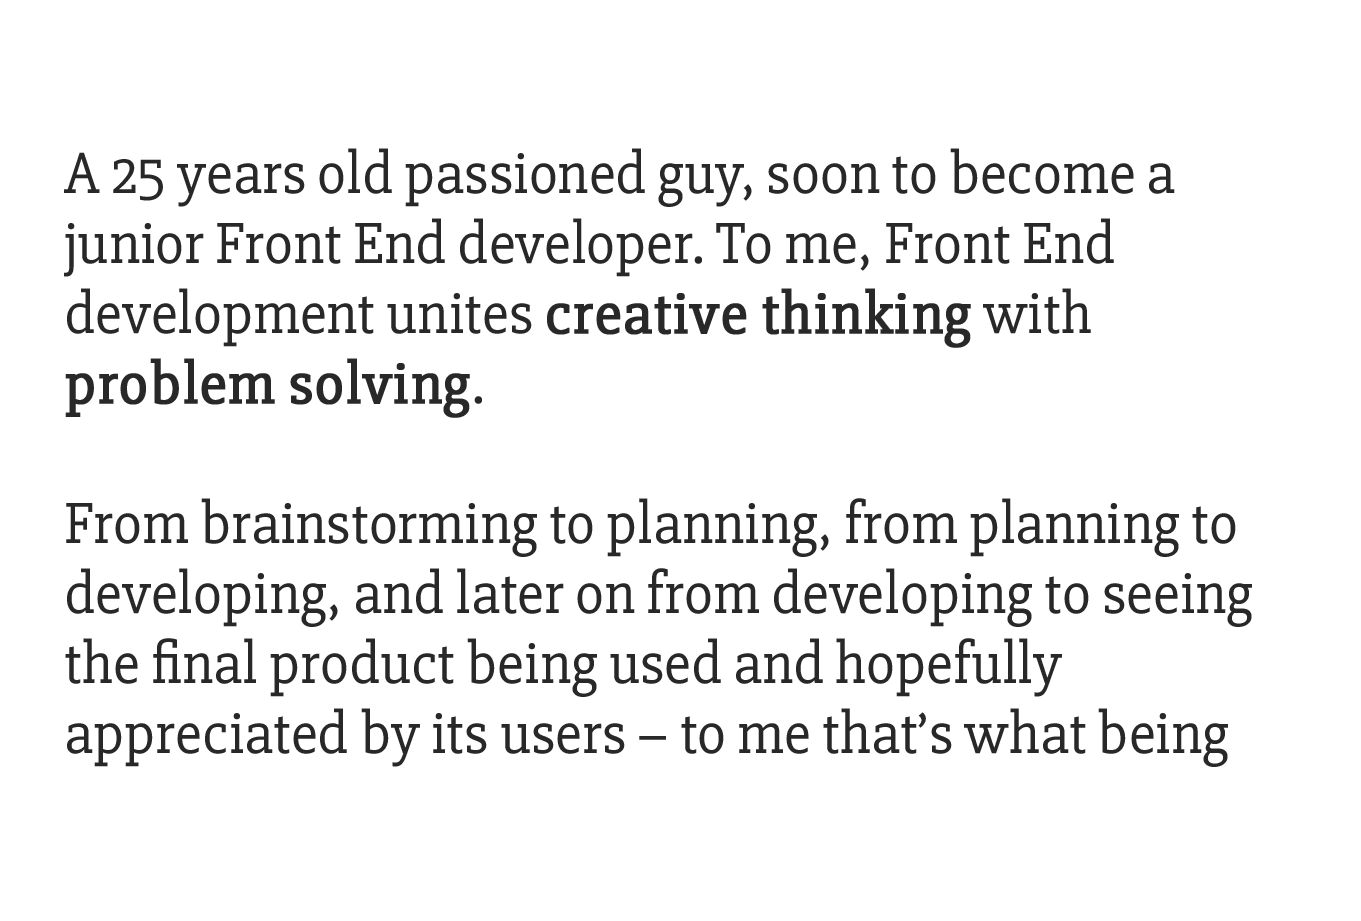 A 25 years old passioned guy, soon to become a
junior Front End developer. To me, Front End
development unites creative thinking with
problem solving.
From brainstorming to planning, from planning to
developing, and later on from developing to seeing
the final product being used and hopefully
appreciated by its users – to me that’s what being